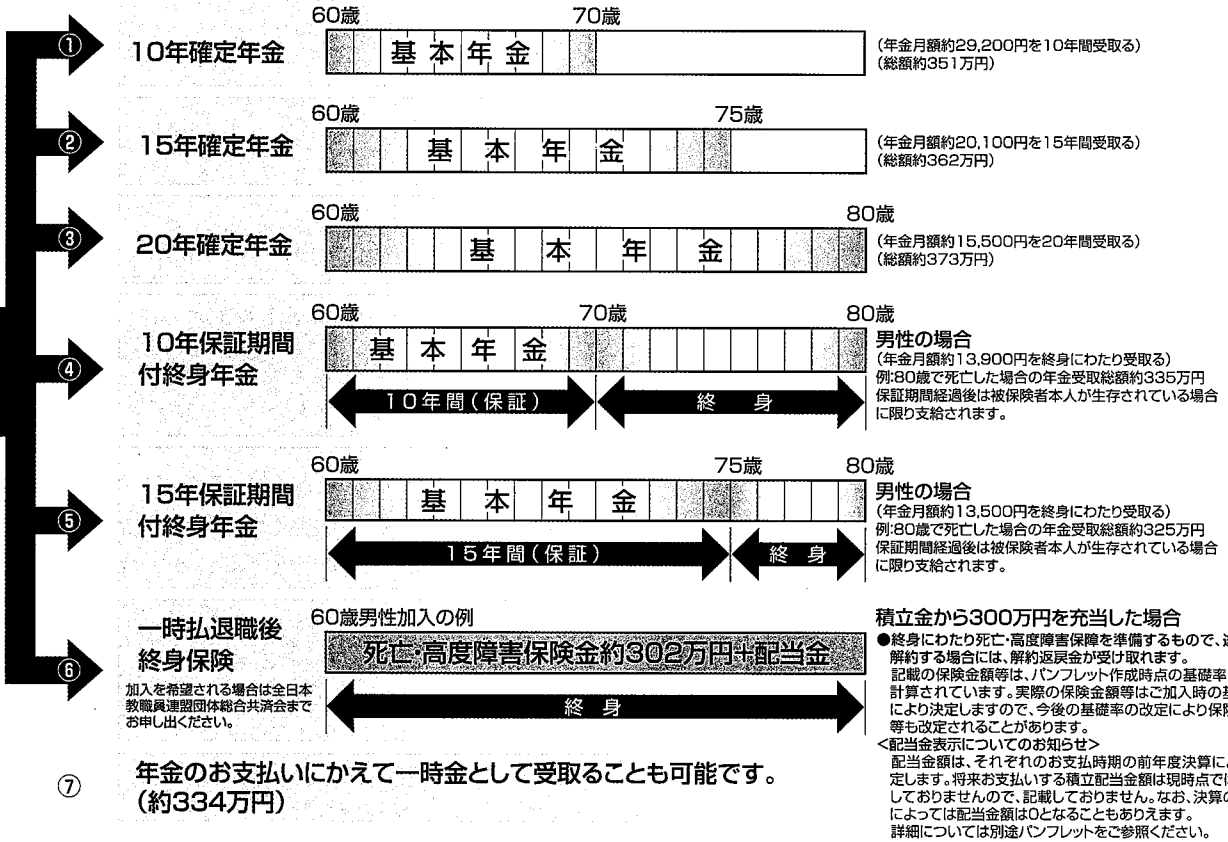 60歳 70歳
① 10年確定年金
基本年金
(年金月額約29,200円を10年間受取る)
(総額約351万円)
60歳 75歳
② 15年確定年金
基本年金
(年金月額約20,100円を15年間受取る)
(総額約362万円)
60歳 80歳
③ 20年確定年金
基本年金
(年金月額約15,500円を20年間受取る)
(総額約373万円)
60歳 70歳 80歳
④ 10年保証期間
付終身年金
基本年金
10年間(保証) 終身
男性の場合
(年金月額約13,900円を終身にわたり受取る)
例:80歳で死亡した場合の年金受取総額約335万円
保証期間経過後は被保険者本人が生存されている場合
に限り支給されます。
60歳 75歳 80歳
⑤ 15年保証期間
付終身年金
基本年金
15年間(保証) 終身
男性の場合
(年金月額約13,500円を終身にわたり受取る)
例:80歳で死亡した場合の年金受取総額約325万円
保証期間経過後は被保険者本人が生存されている場合
に限り支給されます。
⑥ 一時払退職後
終身保険
加入を希望される場合は全日本
教職員連盟団体総合共済会まで
お申し出ください。
60歳男性加入の例
死亡・高度障害保険金約302万円+配当金
終身
積立金から300万円を充当した場合
●終身にわたり死亡・高度障害保障を準備するもので、
解約する場合には、解約返戻金が受け取れます。
記載の保険金額等は、パンフレット作成時点の基礎率
計算されています。実際の保険金額等はご加入時の
により決定しますので、今後の基礎率の改定により保
等も改定されることがあります。
<配当金表示についてのお知らせ>
配当金額は、それぞれのお支払時期の前年度決算に
定します。将来お支払いする積立配当金額は現時点で
しておりませんので、記載しておりません。なお、決算の
によっては配当金額は0となることもありえます。
詳細については別途パンフレットをご参照ください。
⑦ 年金のお支払いにかえて一時金として受取ることも可能です。
(約334万円)